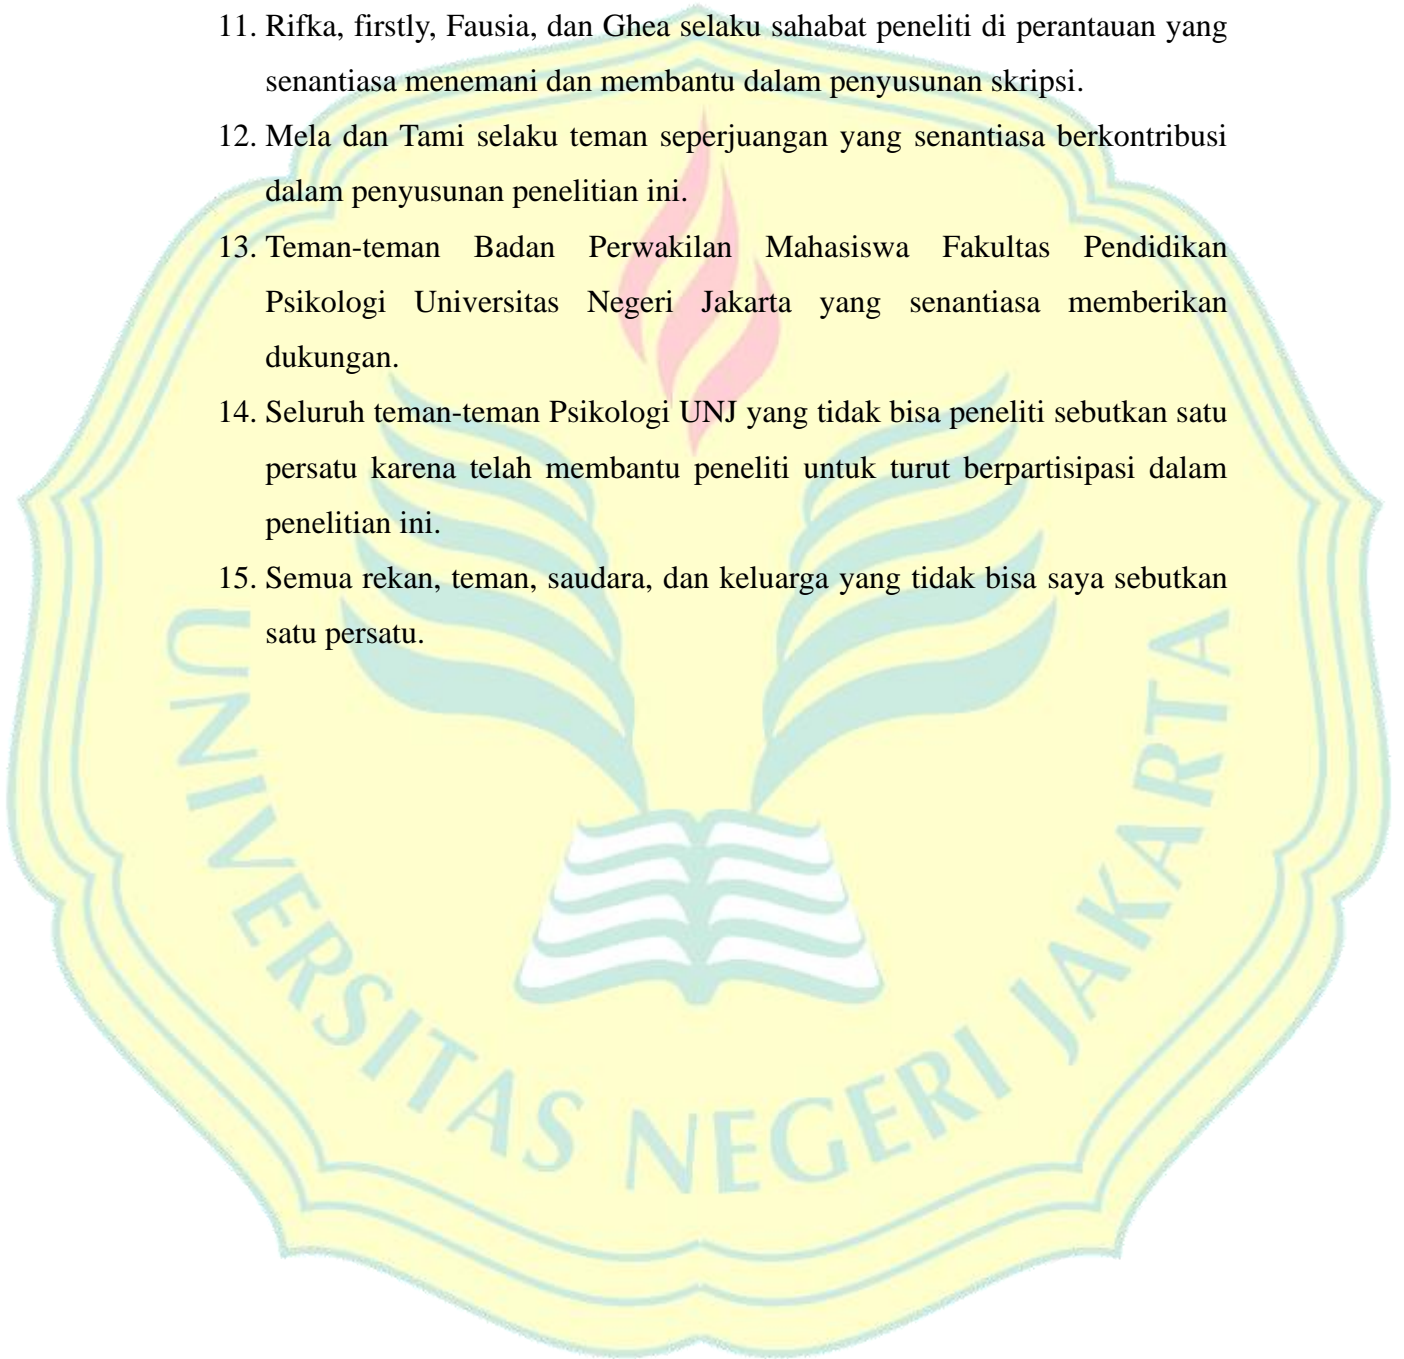 11. Rifka, firstly, Fausia, dan Ghea selaku sahabat peneliti di perantauan yang
senantiasa menemani dan membantu dalam penyusunan skripsi.
12. Mela dan Tami selaku teman seperjuangan yang senantiasa berkontribusi
dalam penyusunan penelitian ini.
13. Teman-teman Badan Perwakilan Mahasiswa Fakultas Pendidikan
Psikologi Universitas Negeri Jakarta yang senantiasa memberikan
dukungan.
14. Seluruh teman-teman Psikologi UNJ yang tidak bisa peneliti sebutkan satu
persatu karena telah membantu peneliti untuk turut berpartisipasi dalam
penelitian ini.
15. Semua rekan, teman, saudara, dan keluarga yang tidak bisa saya sebutkan
satu persatu.
UNIVERSITAS NEGERI JAKARTA